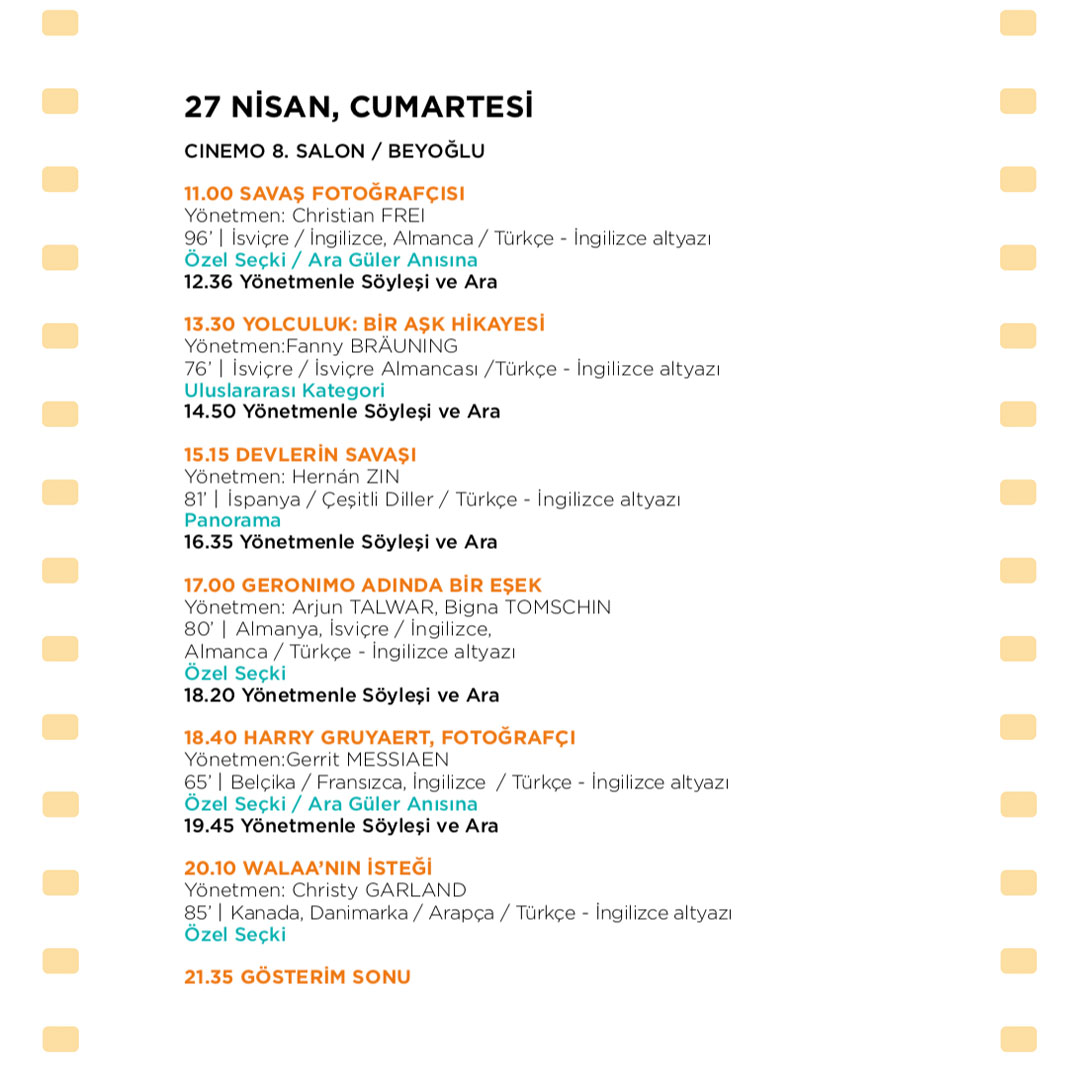 27 NİSAN, CUMARTESİ
CINEMO 8. SALON / BEYOĞLU
11.00 SAVAŞ FOTOĞRAFÇISI
Yönetmen: Christian FREI
96’ | İsviçre / İngilizce, Almanca / Türkçe - İngilizce altyazı
Özel Seçki / Ara Güler Anısına
12.36 Yönetmenle Söyleşi ve Ara
13.30 YOLCULUK: BİR AŞK HİKAYESİ
Yönetmen:Fanny BRÄUNING
76’ | İsviçre / İsviçre Almancası /Türkçe - İngilizce altyazı
Uluslararası Kategori
14.50 Yönetmenle Söyleşi ve Ara
15.15 DEVLERİN SAVAŞI
Yönetmen: Hernán ZIN
81’ | İspanya / Çeşitli Diller / Türkçe - İngilizce altyazı
Panorama
16.35 Yönetmenle Söyleşi ve Ara
17.00 GERONIMO ADINDA BİR EŞEK
Yönetmen: Arjun TALWAR, Bigna TOMSCHIN
80’ | Almanya, İsviçre / İngilizce,
Almanca / Türkçe - İngilizce altyazı
Özel Seçki
18.20 Yönetmenle Söyleşi ve Ara
18.40 HARRY GRUYAERT, FOTOĞRAFÇI
Yönetmen:Gerrit MESSIAEN
65’ | Belçika / Fransızca, İngilizce  / Türkçe - İngilizce altyazı
Özel Seçki / Ara Güler Anısına
19.45 Yönetmenle Söyleşi ve Ara
20.10 WALAA’NIN İSTEĞİ
Yönetmen: Christy GARLAND
85’ | Kanada, Danimarka / Arapça / Türkçe - İngilizce altyazı
Özel Seçki
21.35 GÖSTERİM SONU